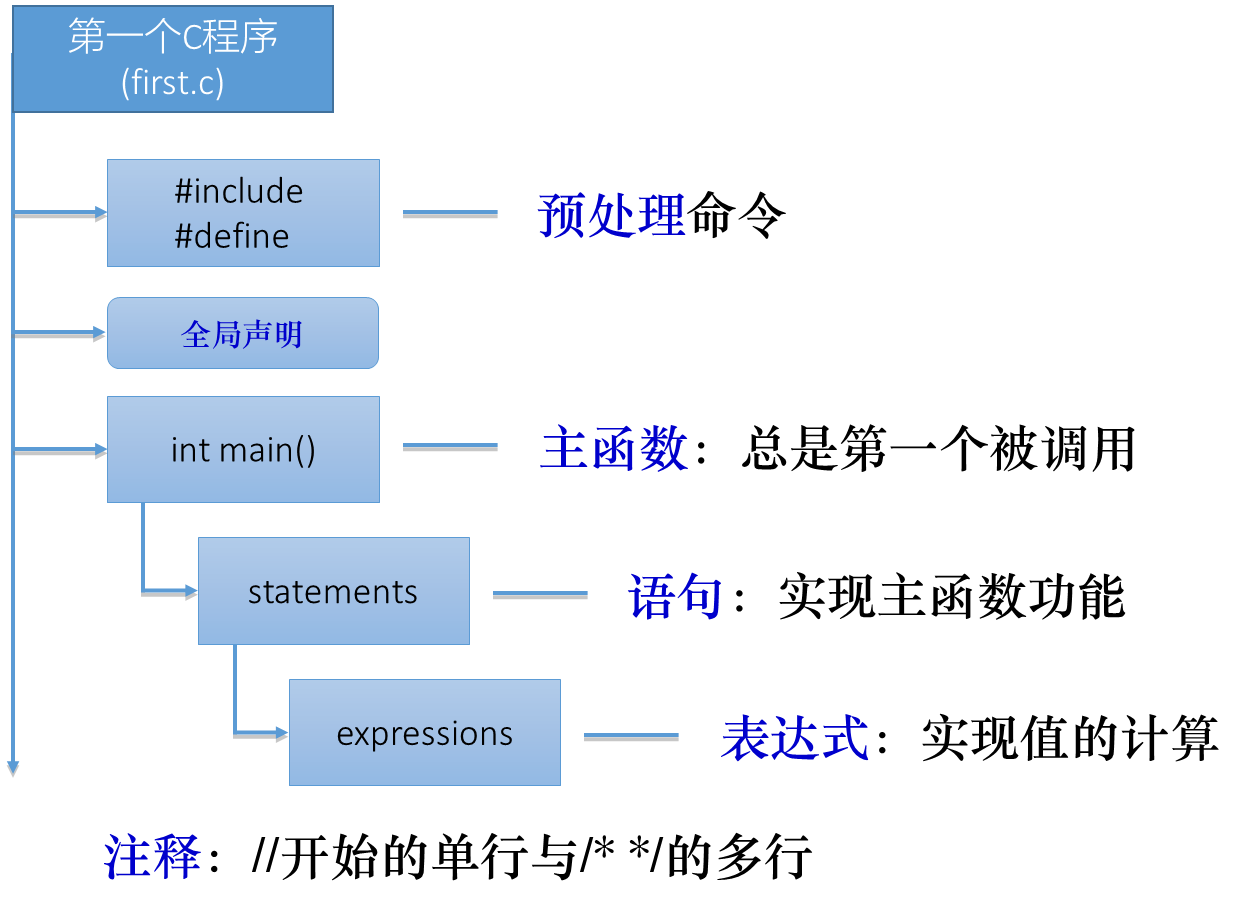 第一个C程序
(first.c)
#include
#define
预处理命令
全局声明
int main()
主函数：总是第一个被调用
statements
语句：实现主函数功能
expressions
表达式：实现值的计算
注释：//开始的单行与/* */的多行